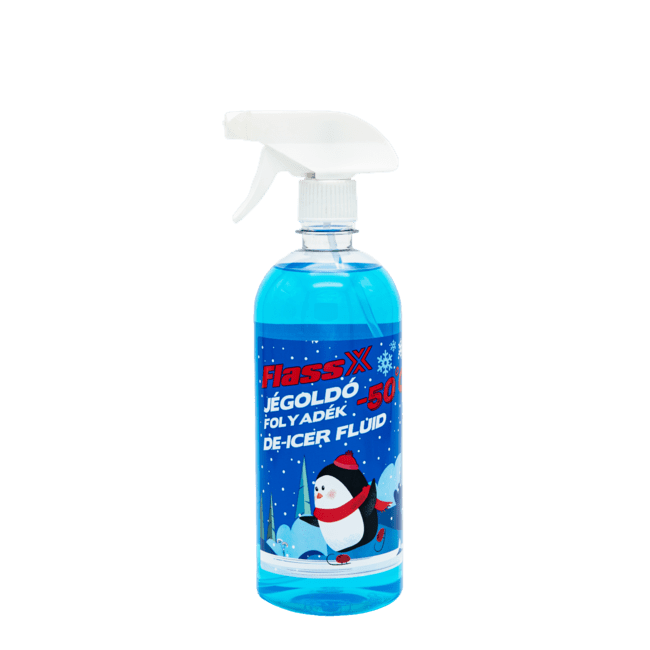 FlassX
JÉGOLDÓ
FOLYADÉK
-50°C
DE-ICER FLUID